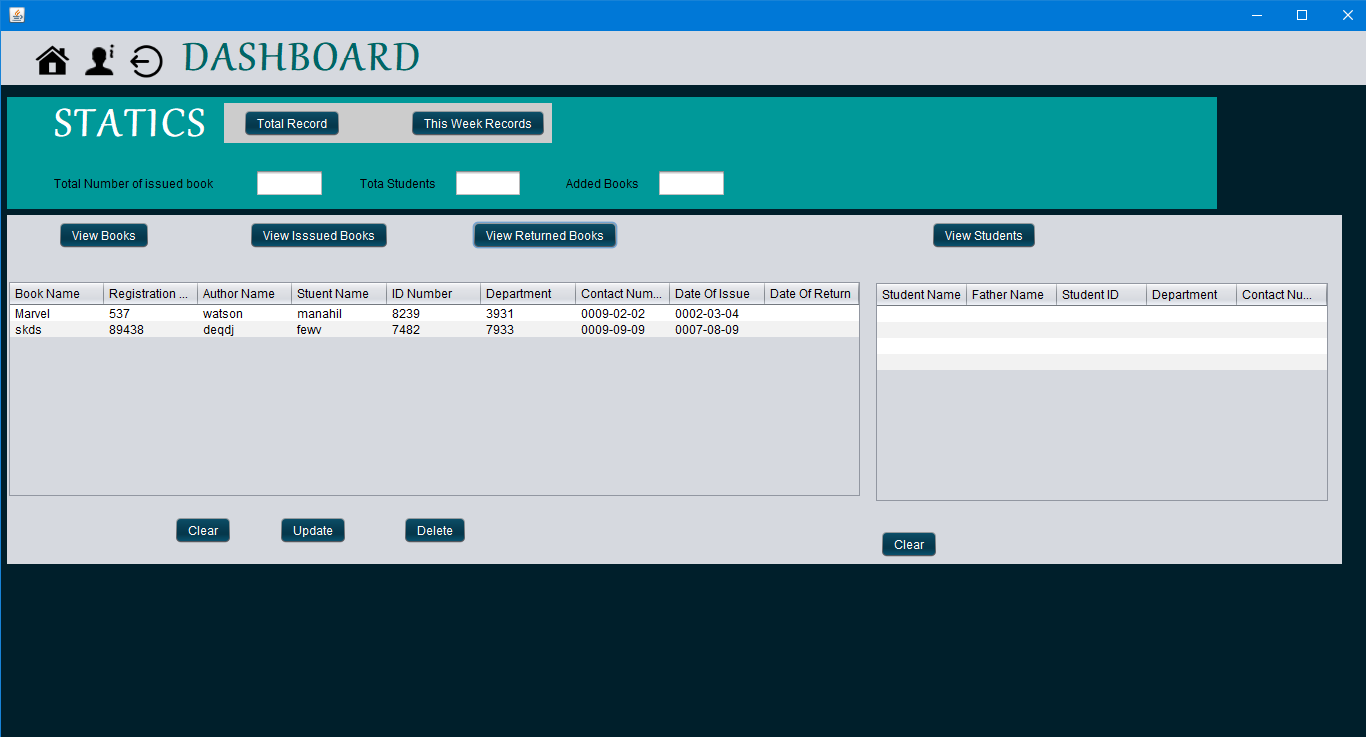 DASHBOARD
STATICS Total Record This Week Records
Total Number of issued book Tota Students Added Books
View Books View Isssued Books View Returned Books View Students
Book Name Registration ... Author Name Stuent Name ID Number Department Contact Num... Date Of Issue Date Of Return
Marvel 537 watson manahil 8239 3931 0009-02-02 0002-03-04
skds 89438 deqdj fewv 7482 7933 0009-09-09 0007-08-09
Student Name Father Name Student ID Department Contact Nu...
Clear Update Delete
Clear